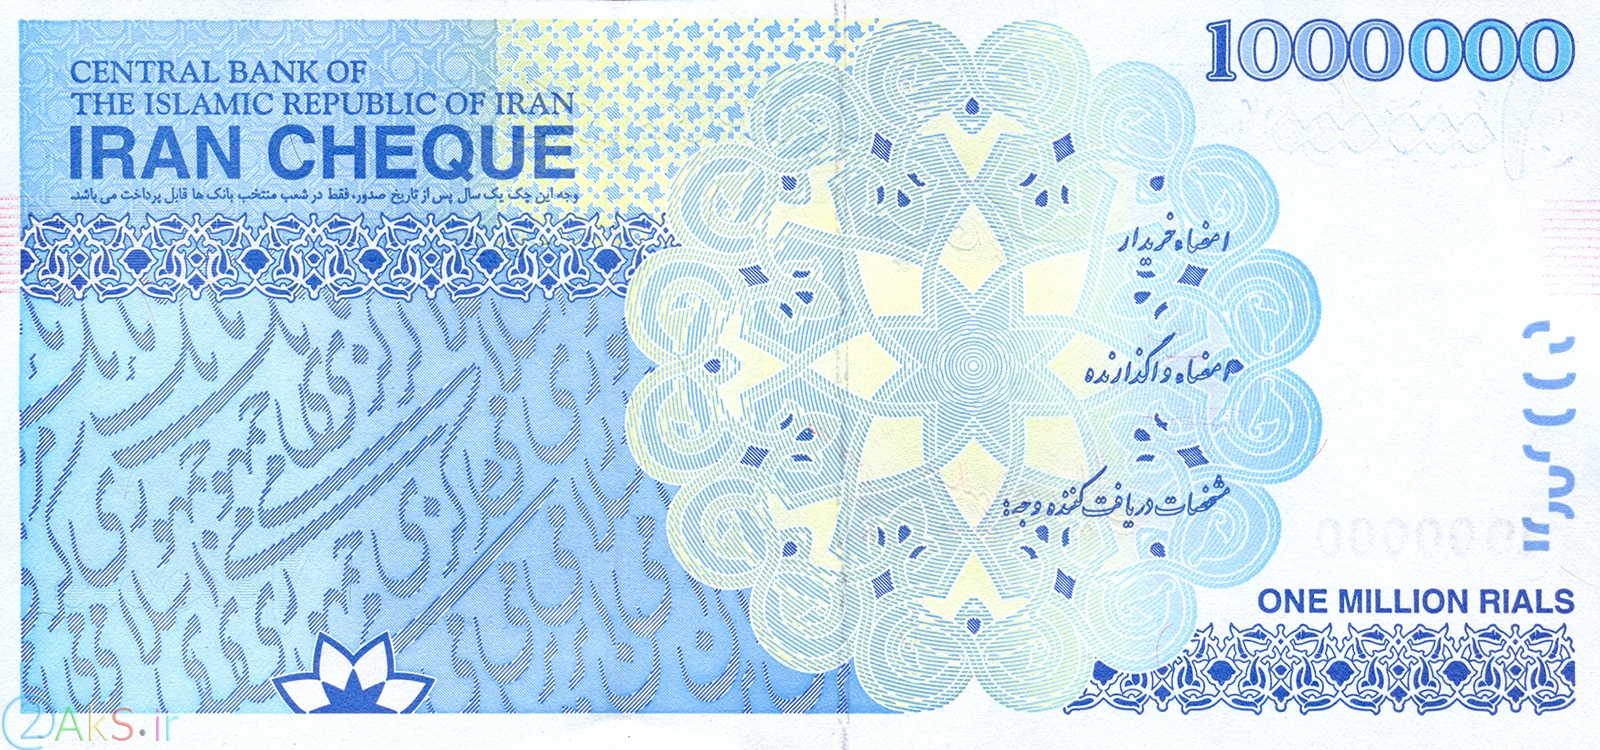 1000000
CENTRAL BANK OF
THE ISLAMIC REPUBLIC OF IRAN
IRAN CHEQUE
وجه این چک یک سال پس از تاریخ صدور، فقط در شعب منتخب بانک ها قابل پرداخت می باشد.
امضاء خریدار
امضاء واگذارنده
مشخصات دریافت کننده وجه:
ONE MILLION RIALS
2AkS.ir